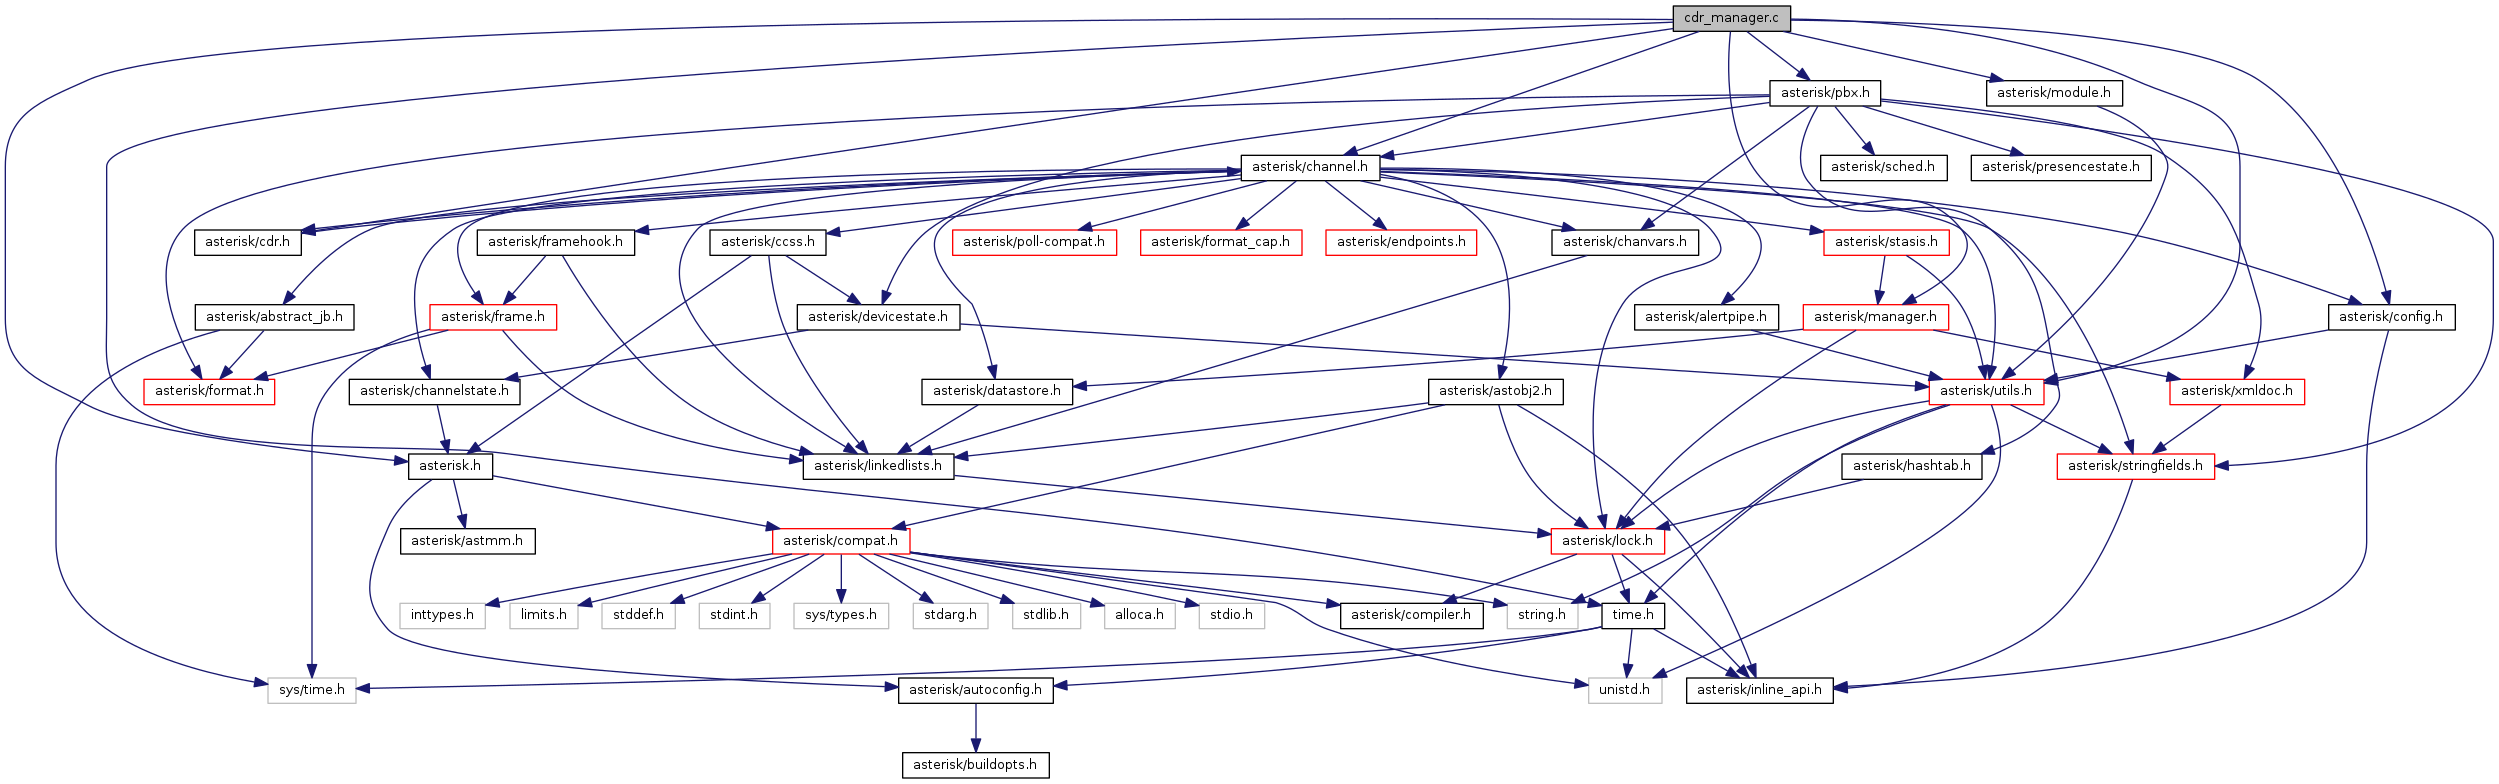 cdr_manager.c
asterisk/pbx.h
asterisk/module.h
asterisk/channel.h
asterisk/sched.h
asterisk/presencestate.h
asterisk/cdr.h
asterisk/framehook.h
asterisk/ccss.h
asterisk/poll-compat.h
asterisk/format_cap.h
asterisk/endpoints.h
asterisk/chanvars.h
asterisk/stasis.h
asterisk/abstract_jb.h
asterisk/frame.h
asterisk/devicestate.h
asterisk/alertpipe.h
asterisk/manager.h
asterisk/config.h
asterisk/format.h
asterisk/channelstate.h
asterisk/datastore.h
asterisk/astobj2.h
asterisk/utils.h
asterisk/xmldoc.h
asterisk.h
asterisk/linkedlists.h
asterisk/hashtab.h
asterisk/stringfields.h
asterisk/astmm.h
asterisk/compat.h
asterisk/lock.h
inttypes.h
limits.h
stddef.h
stdint.h
sys/types.h
stdarg.h
stdlib.h
alloca.h
stdio.h
asterisk/compiler.h
string.h
time.h
sys/time.h
asterisk/autoconfig.h
unistd.h
asterisk/inline_api.h
asterisk/buildopts.h